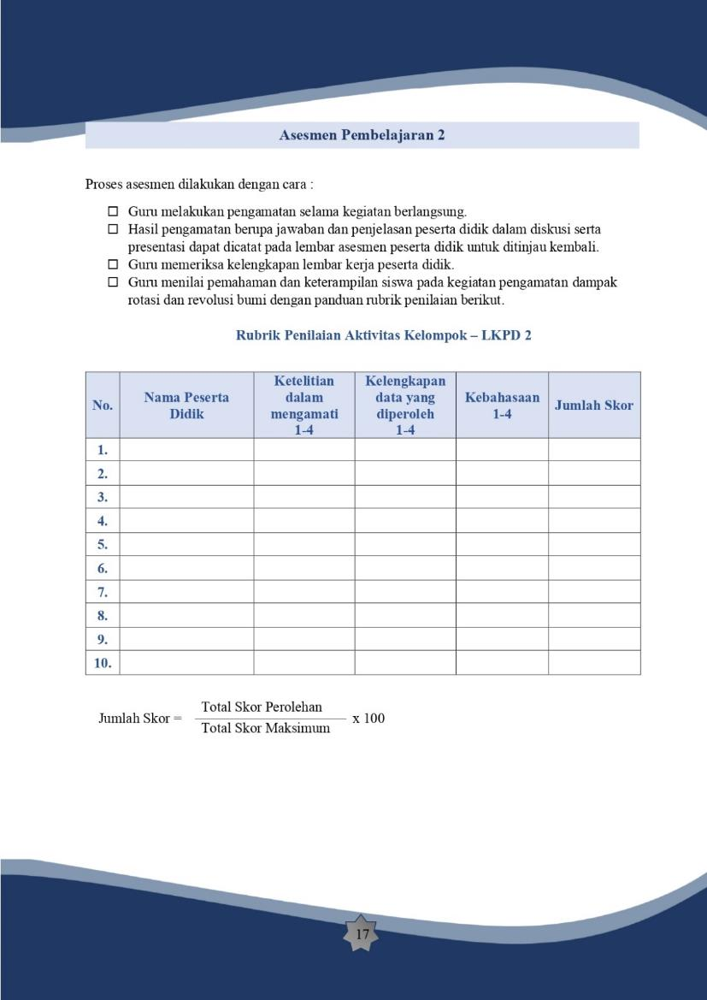 Asesmen Pembelajaran 2
Proses asesmen dilakukan dengan cara :
☐ Guru melakukan pengamatan selama kegiatan berlangsung.
☐ Hasil pengamatan berupa jawaban dan penjelasan peserta didik dalam diskusi serta
presentasi dapat dicatat pada lembar asesmen peserta didik untuk ditinjau kembali.
☐ Guru memeriksa kelengkapan lembar kerja peserta didik.
☐ Guru menilai pemahaman dan keterampilan siswa pada kegiatan pengamatan dampak
rotasi dan revolusi bumi dengan panduan rubrik penilaian berikut.
Rubrik Penilaian Aktivitas Kelompok – LKPD 2
No.
Nama Peserta
Didik
Ketelitian
dalam
mengamati
1-4
Kelengkapan
data yang
diperoleh
1-4
Kebahasaan
1-4
Jumlah Skor
1.
2.
3.
4.
5.
6.
7.
8.
9.
10.
Jumlah Skor =
Total Skor Perolehan
Total Skor Maksimum
x 100
17